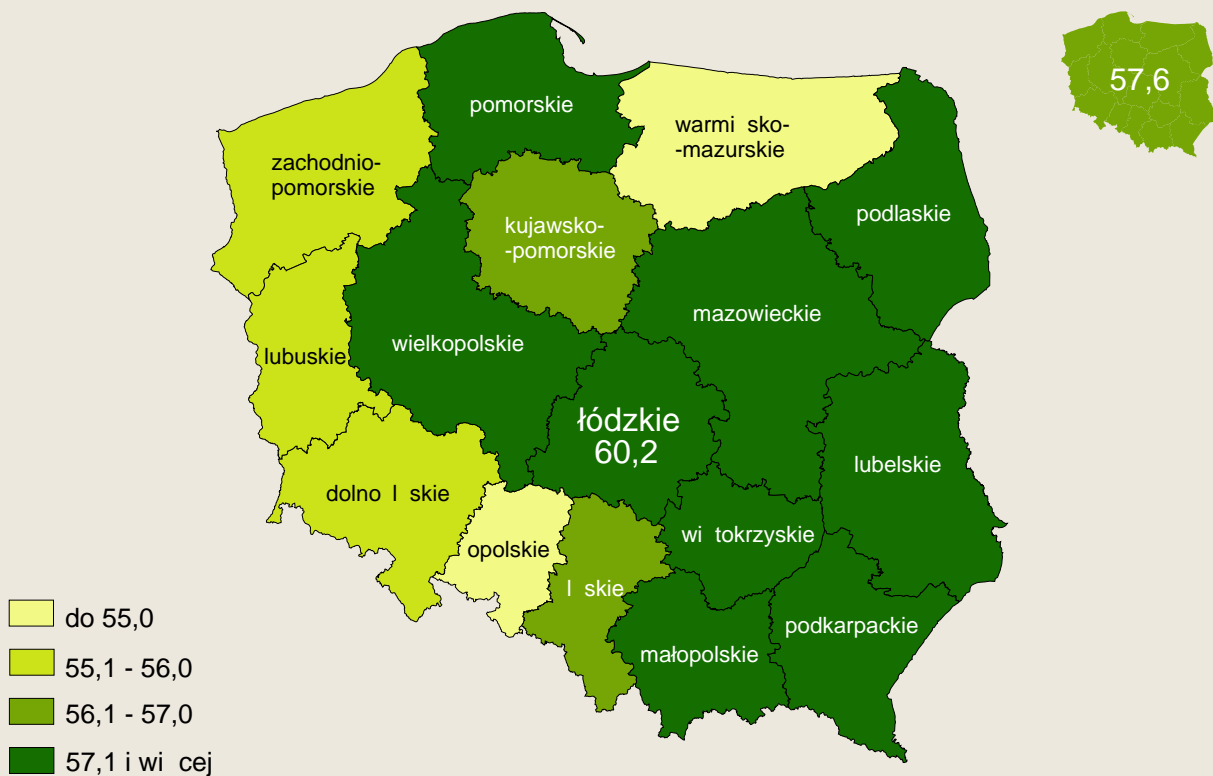 pomorskie
57,6
warmi sko-
-mazurskie
zachodnio-
pomorskie
podlaskie
kujawsko-
-pomorskie
mazowieckie
wielkopolskie
lubuskie
łódzkie
60,2
lubelskie
dolno l skie
wi tokrzyskie
opolskie
l skie
podkarpackie
małopolskie
do 55,0
55,1 - 56,0
56,1 - 57,0
57,1 i wi cej